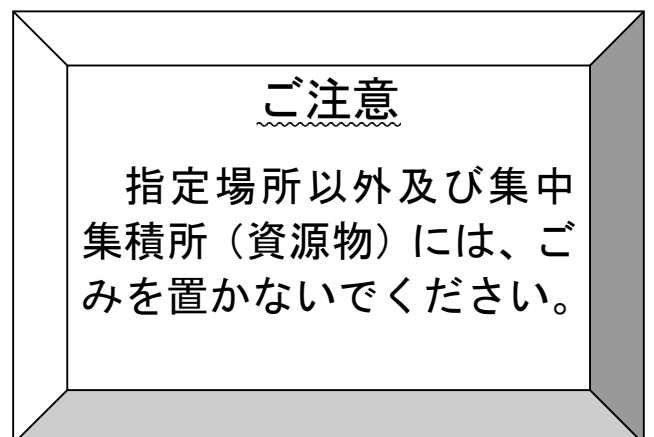 ご注意
指定場所以外及び集中
集積所（資源物）には、ご
みを置かないでください。